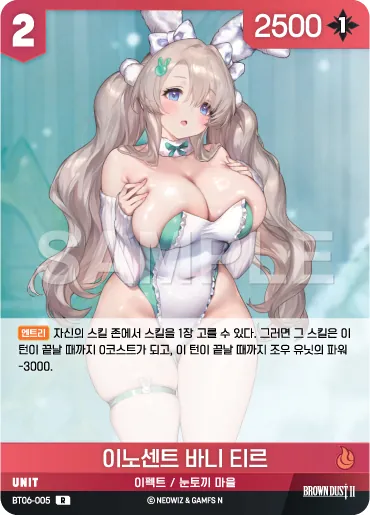 2
2500 1
SAMPLE
엔트리 자신의 스킬 존에서 스킬을 1장 고를 수 있다. 그러면 그 스킬은 이
턴이 끝날 때까지 0코스트가 되고, 이 턴이 끝날 때까지 조우 유닛의 파워
-3000.
이노센트 바니 티르
UNIT
이펙트 / 눈토끼 마을
BT06-005 R
© NEOWIZ & GAMFS N
BROWN DUST II